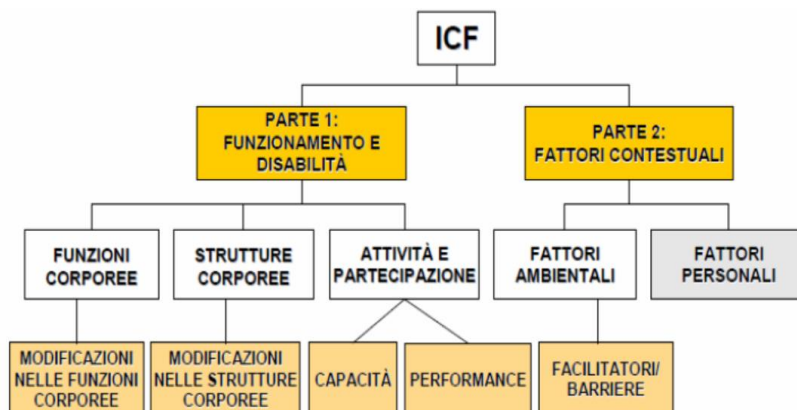 ICF
PARTE 1:
FUNZIONAMENTO E
DISABILITÀ
PARTE 2:
FATTORI CONTESTUALI
FUNZIONI
CORPOREE
STRUTTURE
CORPOREE
ATTIVITÀ E
PARTECIPAZIONE
FATTORI
AMBIENTALI
FATTORI
PERSONALI
MODIFICAZIONI
NELLE FUNZIONI
CORPOREE
MODIFICAZIONI
NELLE STRUTTURE
CORPOREE
CAPACITÀ
PERFORMANCE
FACILITATORI/
BARRIERE